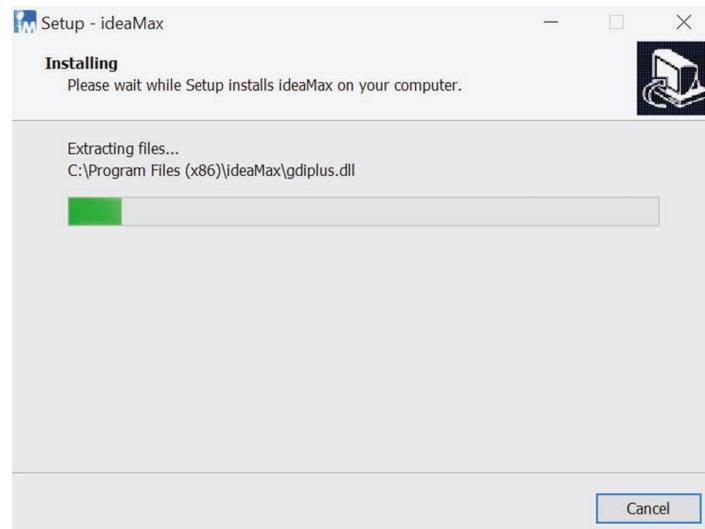 iM Setup - ideaMax
Installing
Please wait while Setup installs ideaMax on your computer.
Extracting files...
C:\Program Files (x86)\ideaMax\gdiplus.dll
Cancel